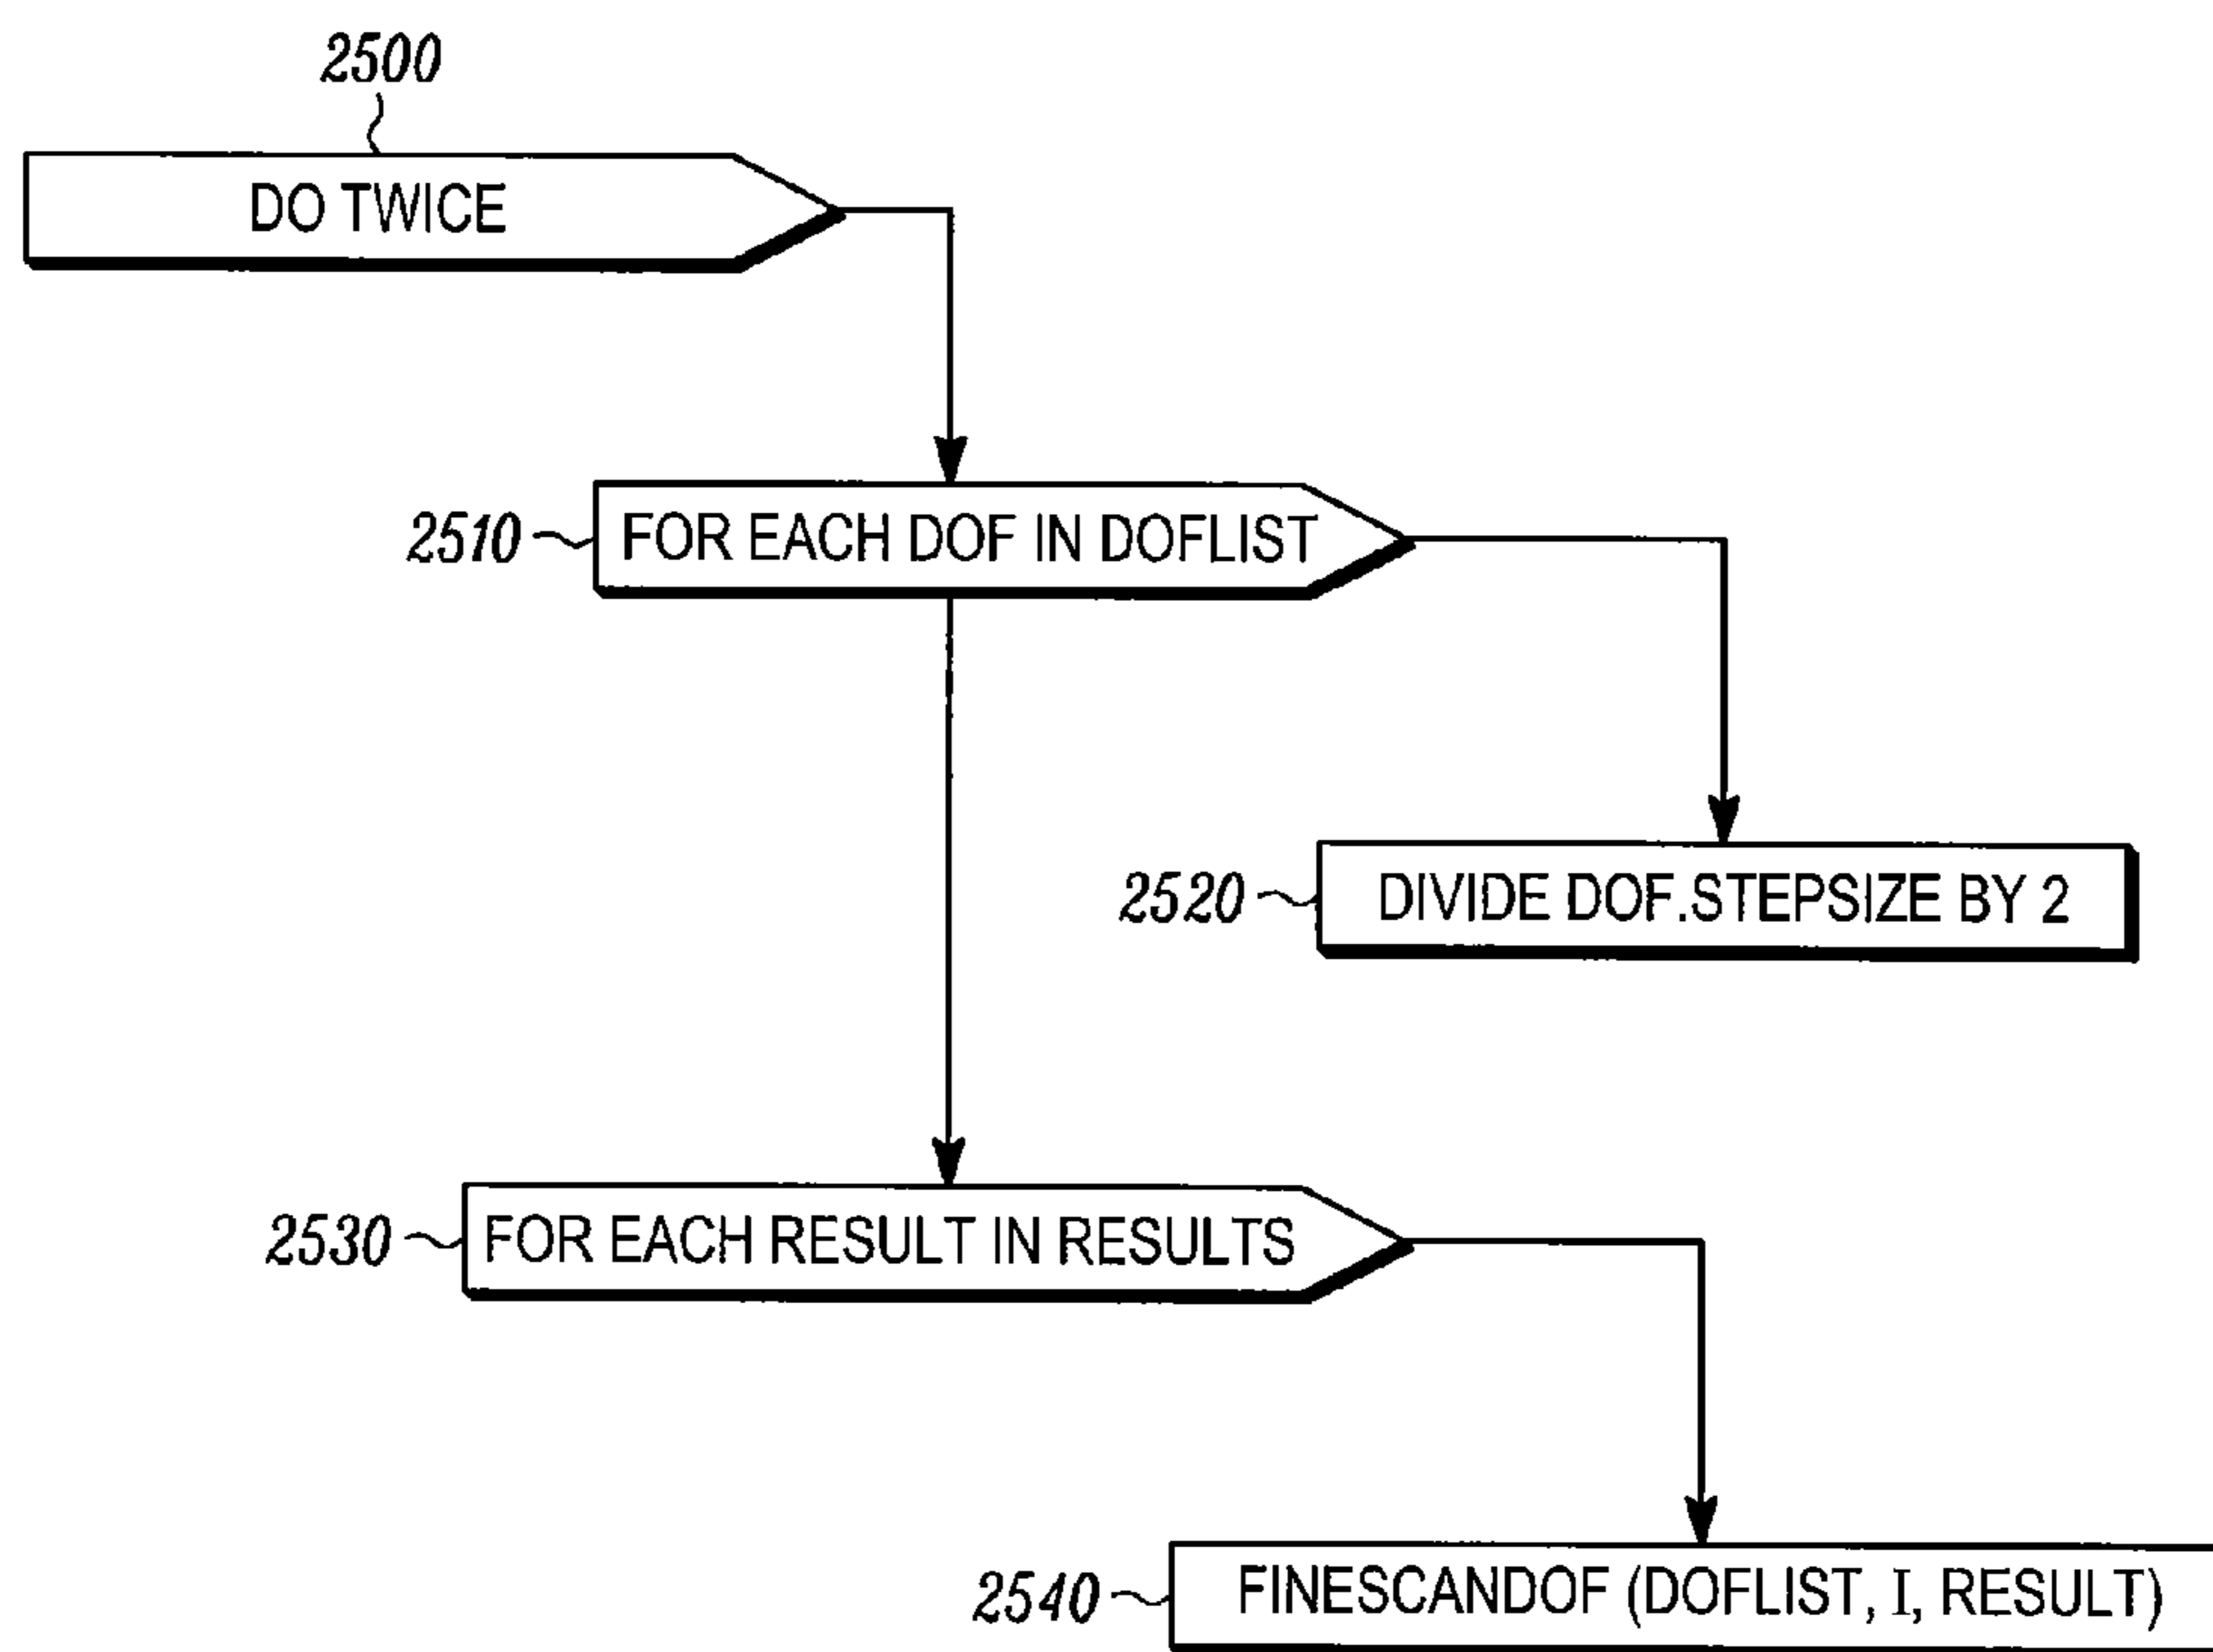 2500
DO TWICE
2510 FOR EACH DOF IN DOFLIST
2520 DIVIDE DOF.STEPSIZE BY 2
2530 FOR EACH RESULT IN RESULTS
2540 FINESCANDOF (DOFLIST, I, RESULT)